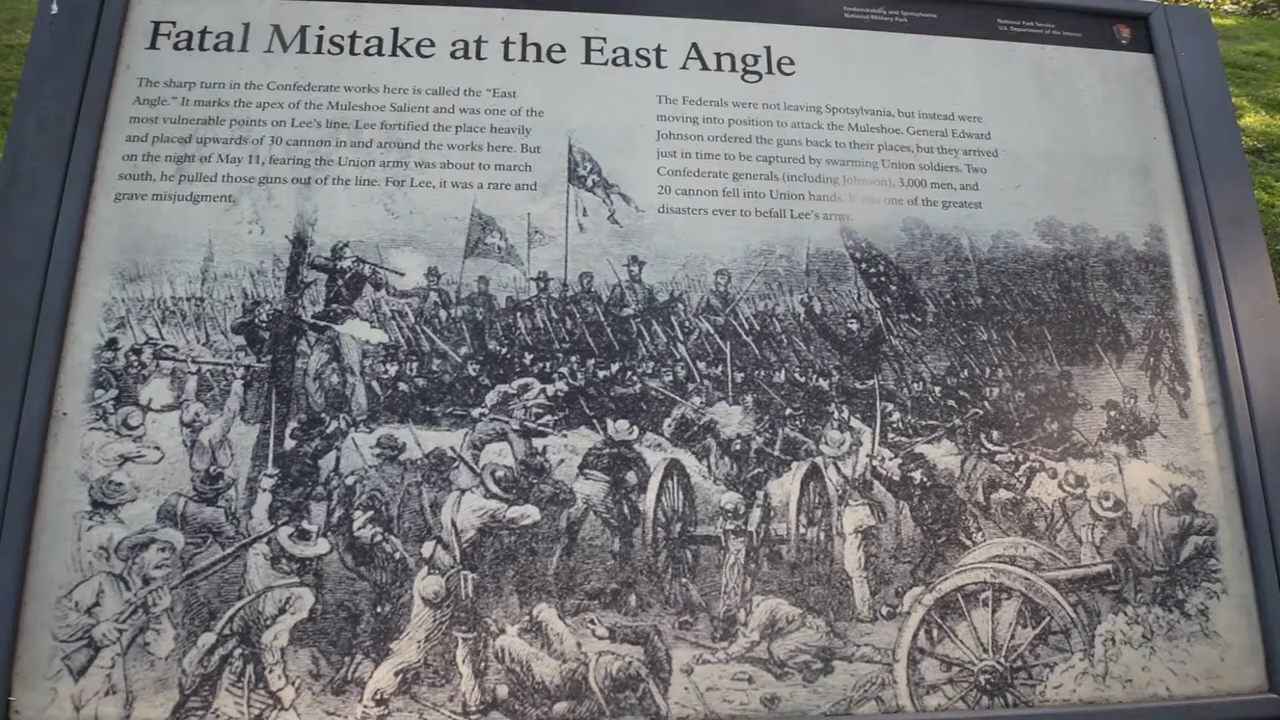 Fredericksburg and Spotsylvania
National Military Park
National Park Service
U.S. Department of the Interior
Fatal Mistake at the East Angle
The sharp turn in the Confederate works here is called the “East
Angle.” It marks the apex of the Muleshoe Salient and was one of the
most vulnerable points on Lee's line. Lee fortified the place heavily
and placed upwards of 30 cannon in and around the works here. But
on the night of May 11, fearing the Union army was about to march
south, he pulled those guns out of the line. For Lee, it was a rare and
grave misjudgment.
The Federals were not leaving Spotsylvania, but instead were
moving into position to attack the Muleshoe. General Edward
Johnson ordered the guns back to their places, but they arrived
just in time to be captured by swarming Union soldiers. Two
Confederate generals (including Johnson), 3,000 men, and
20 cannon fell into Union hands. It was one of the greatest
disasters ever to befall Lee's army.